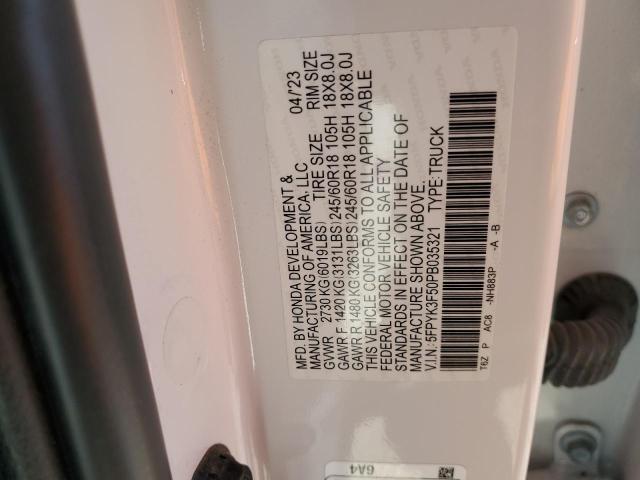 MFD. BY HONDA DEVELOPMENT & 04/'23
MANUFACTURING OF AMERICA, LLC
TIRE SIZE RIM SIZE
GVWR 2730 KG(6019LBS)
GAWR F 1420 KG(3131LBS)245/60R18 105H 18X8.0J
GAWR R1480 KG(3263LBS)245/60R18 105H 18X8.0J
THIS VEHICLE CONFORMS TO ALL APPLICABLE
FEDERAL MOTOR VEHICLE SAFETY
STANDARDS IN EFFECT ON THE DATE OF
MANUFACTURE SHOWN ABOVE.
V.I.N.: 5FPYK3F50PB035321 TYPE:TRUCK
T6Z P AC8 -NH883P -A -B
6A4